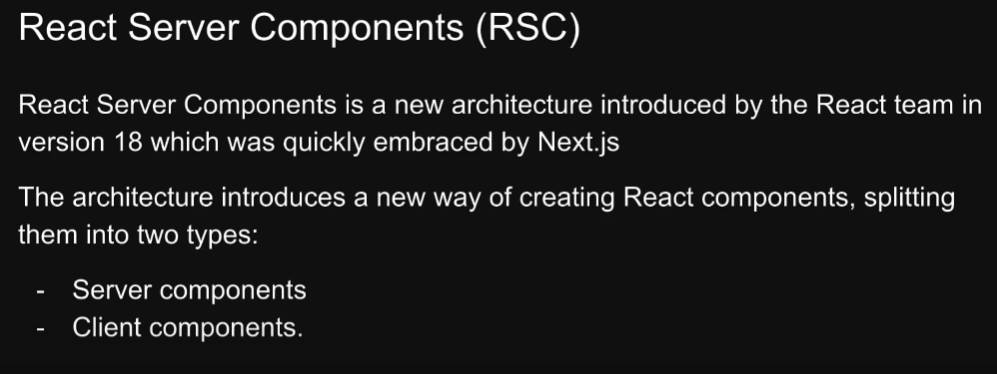 React Server Components (RSC)
React Server Components is a new architecture introduced by the React team in
version 18 which was quickly embraced by Next.js
The architecture introduces a new way of creating React components, splitting
them into two types:
- Server components
- Client components.